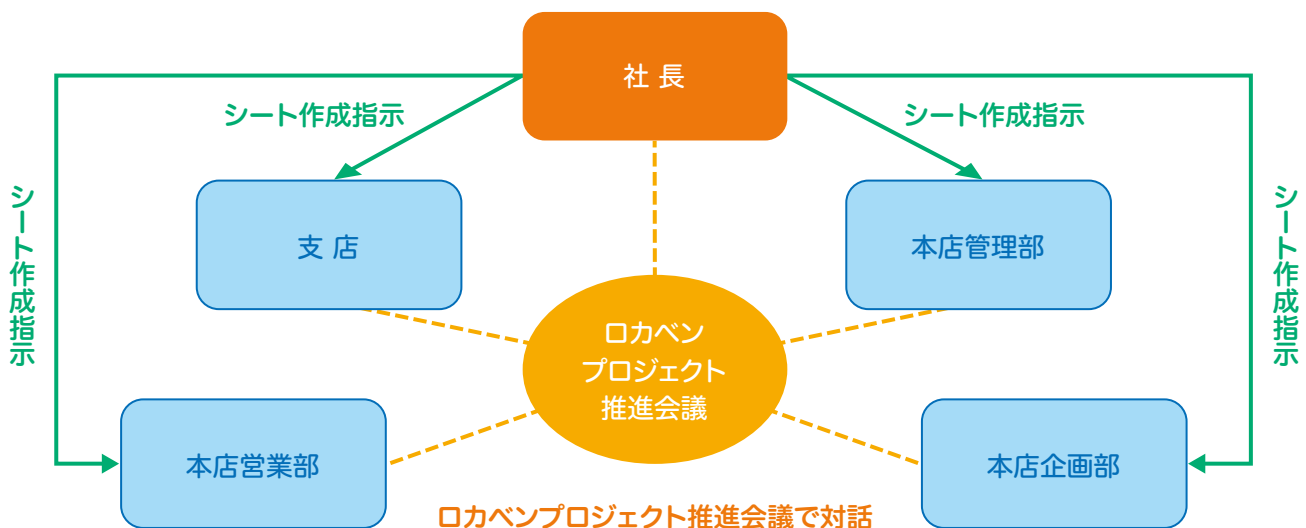 社 長
シート作成指示
シート作成指示
シート作成指示
シート作成指示
支 店
本店管理部
ロカベン
プロジェクト
推進会議
本店営業部
本店企画部
ロカベンプロジェクト推進会議で対話